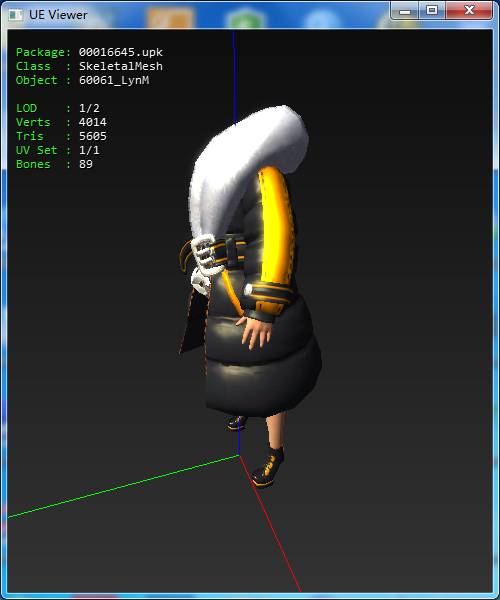 UE Viewer
Package: 00016645.upk
Class : SkeletalMesh
Object : 60061_LynM
LOD : 1/2
Verts : 4014
Tris : 5605
UV Set : 1/1
Bones : 89